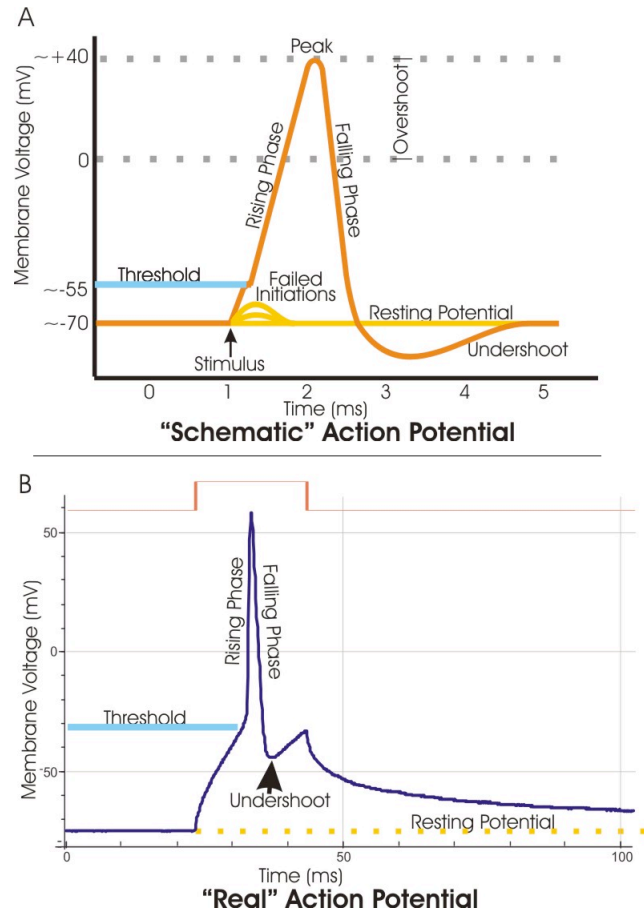 A
~+40
Peak
Overshoot
Membrane Voltage (mV)
0
Rising Phase
Falling Phase
Threshold
Failed
Initiations
~-55
Resting Potential
~-70
Undershoot
Stimulus
0 1 2 3 4 5
Time (ms)
"Schematic" Action Potential
B
50
Membrane Voltage (mV)
Rising Phase
Falling Phase
0
Threshold
-50
Undershoot
Resting Potential
0 50 100
Time (ms)
"Real" Action Potential